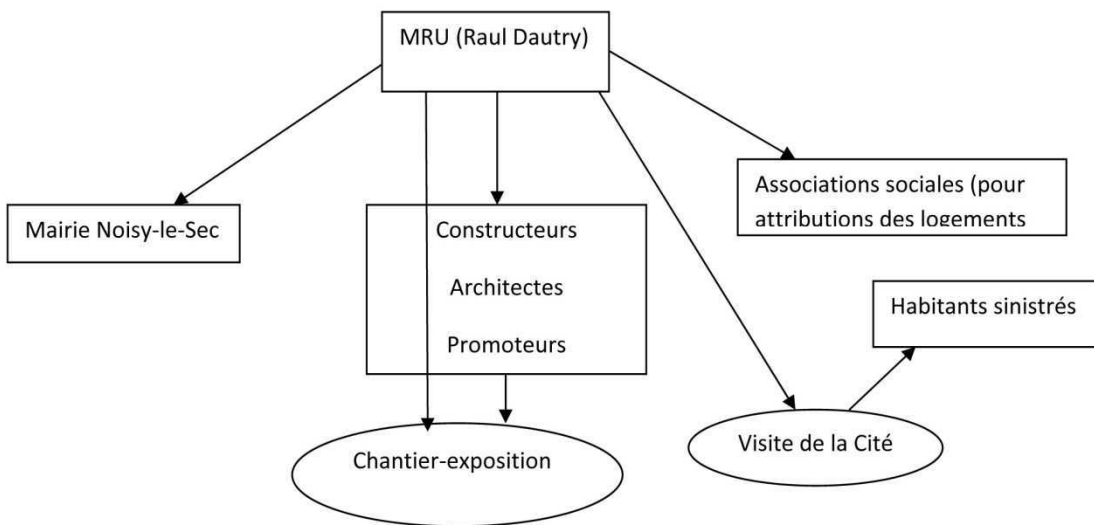 MRU (Raul Dautry)
Mairie Noisy-le-Sec
Associations sociales (pour
attributions des logements
Constructeurs
Architectes
Promoteurs
Habitants sinistrés
Visite de la Cité
Chantier-exposition